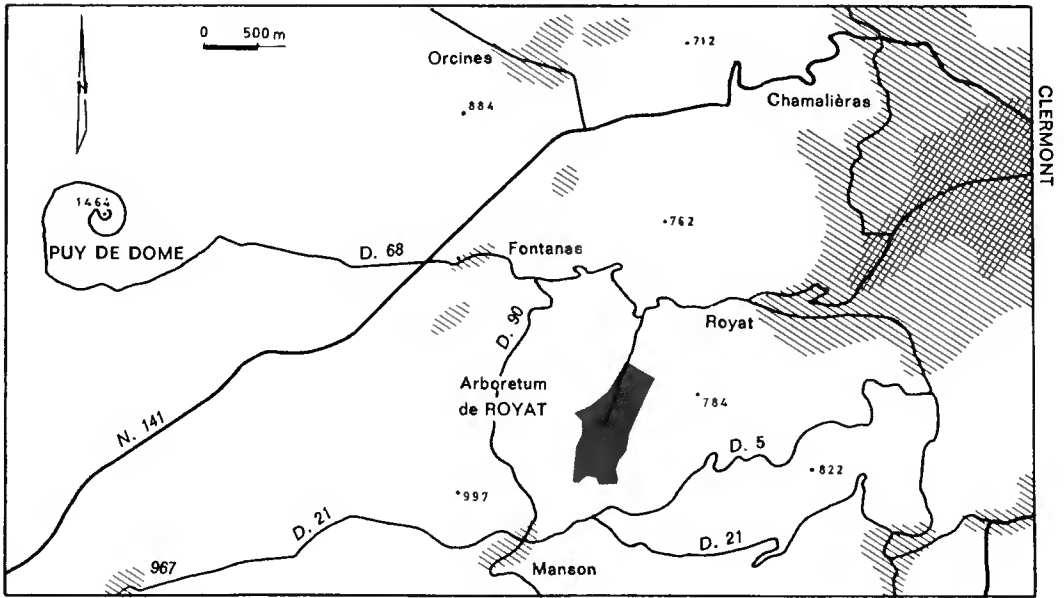 0 500 m
Orcines
712
884
Chamalièras
CLERMONT
N
1464
PUY DE DOME
762
D. 68
Fontanas
D. 90
Royat
Arboretum
de ROYAT
784
N. 141
D. 5
822
997
D. 21
D. 21
967
Manson